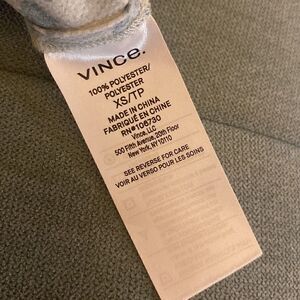 VINCE.
100% POLYESTER/
POLYESTER
XS/TP
MADE IN CHINA
FABRIQUÉ EN CHINE
RN#106730
Vince, LLC
500 Fifth Avenue, 20th Floor
New York, NY 10110
SEE REVERSE FOR CARE
VOIR AU VERSO POUR LES SOINS